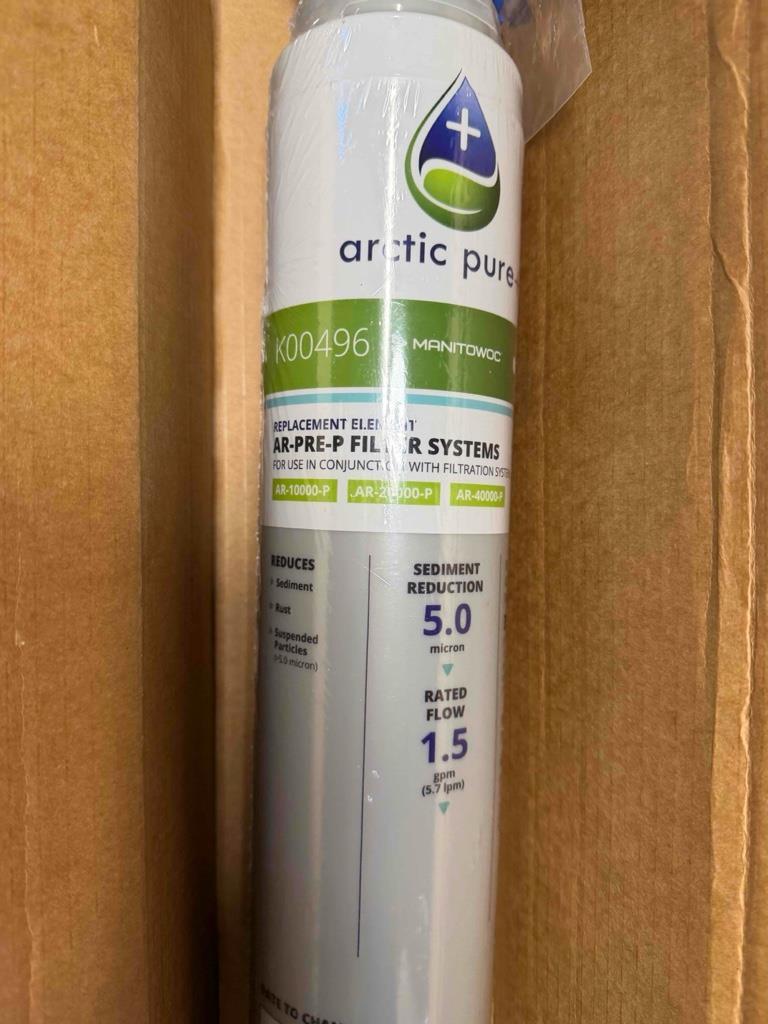 arctic pure
K00496
MANITOWOC
REPLACEMENT ELEMENT
AR-PRE-P FILTER SYSTEMS
FOR USE IN CONJUNCTION WITH FILTRATION
AR-10000-P AR-20000-P AR-40000-P
REDUCES
Sediment
Rust
Suspended
Particles
(>5.0 micron)
SEDIMENT
REDUCTION
5.0
micron
RATED
FLOW
1.5
gpm
(5.7 lpm)
DATE TO